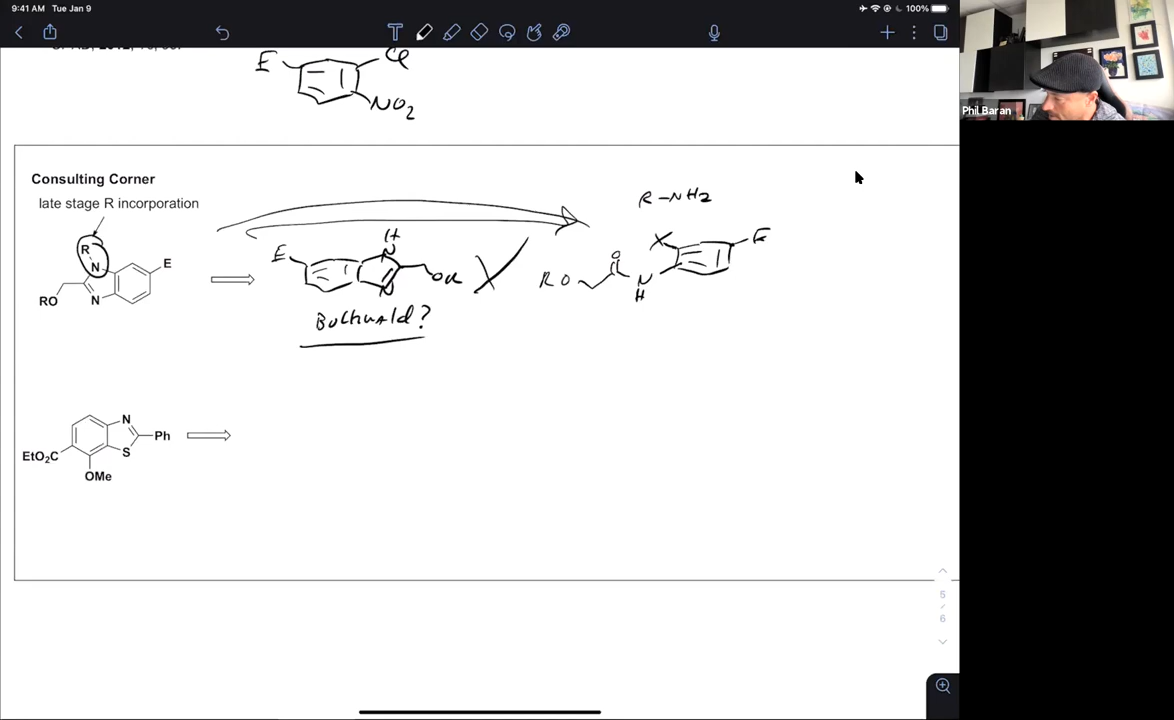 9:41 AM Tue Jan 9
100%
E
Cl
NO2
Phil Baran
Consulting Corner
late stage R incorporation
R
N
E
RO
N
E
H
N
OR
N
Buchwald?
R-NH2
X
E
O
RO
N
H
N
Ph
S
EtO2C
OMe
5
/
6